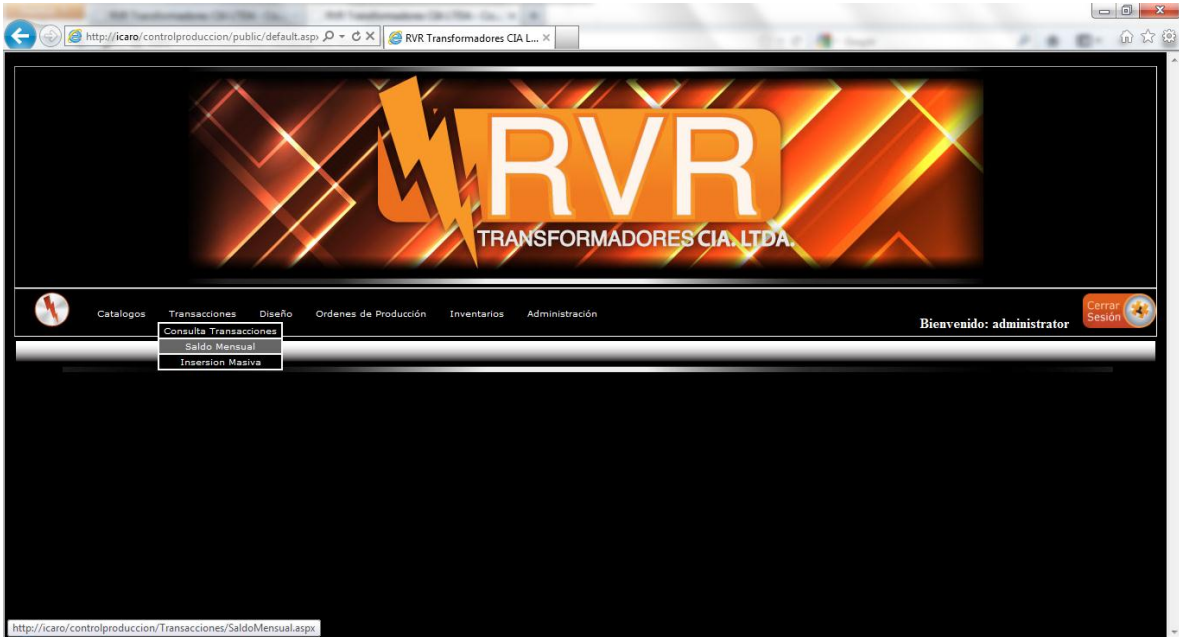 http://icaro/controlproduccion/public/default.asp
RVR Transformadores CIA L...
RVR
TRANSFORMADORES CIA. LTDA.
Catalogos
Transacciones
Diseño
Ordenes de Producción
Inventarios
Administración
Cerrar
Sesión
Bienvenido: administrator
Consulta Transacciones
Saldo Mensual
Insersion Masiva
http://icaro/controlproduccion/Transacciones/SaldoMensual.aspx